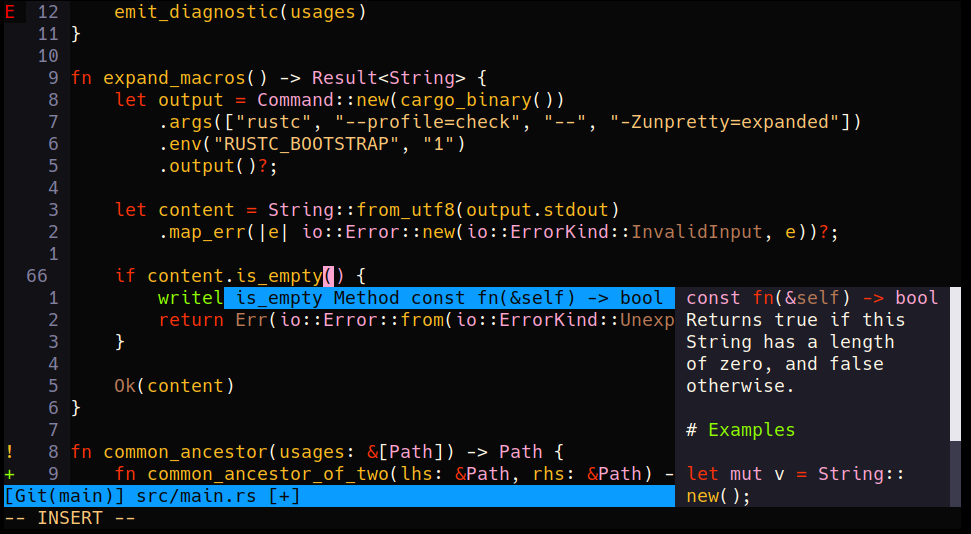 E 12     emit_diagnostic(usages)
11 }
10
9 fn expand_macros() -> Result<String> {
8     let output = Command::new(cargo_binary())
7         .args(["rustc", "--profile=check", "--", "-Zunpretty=expanded"])
6         .env("RUSTC_BOOTSTRAP", "1")
5         .output()?;
4
3     let content = String::from_utf8(output.stdout)
2         .map_err(|e| io::Error::new(io::ErrorKind::InvalidInput, e))?;
1
66     if content.is_empty() {
1         writel is_empty Method const fn(&self) -> bool
2         return Err(io::Error::from(io::ErrorKind::Unexp
3     }
4
5     Ok(content)
6 }
7
! 8 fn common_ancestor(usages: &[Path]) -> Path {
+ 9     fn common_ancestor_of_two(lhs: &Path, rhs: &Path) -
const fn(&self) -> bool
Returns true if this
String has a length
of zero, and false
otherwise.
# Examples
let mut v = String::
new();
[Git(main)] src/main.rs [+]
-- INSERT --